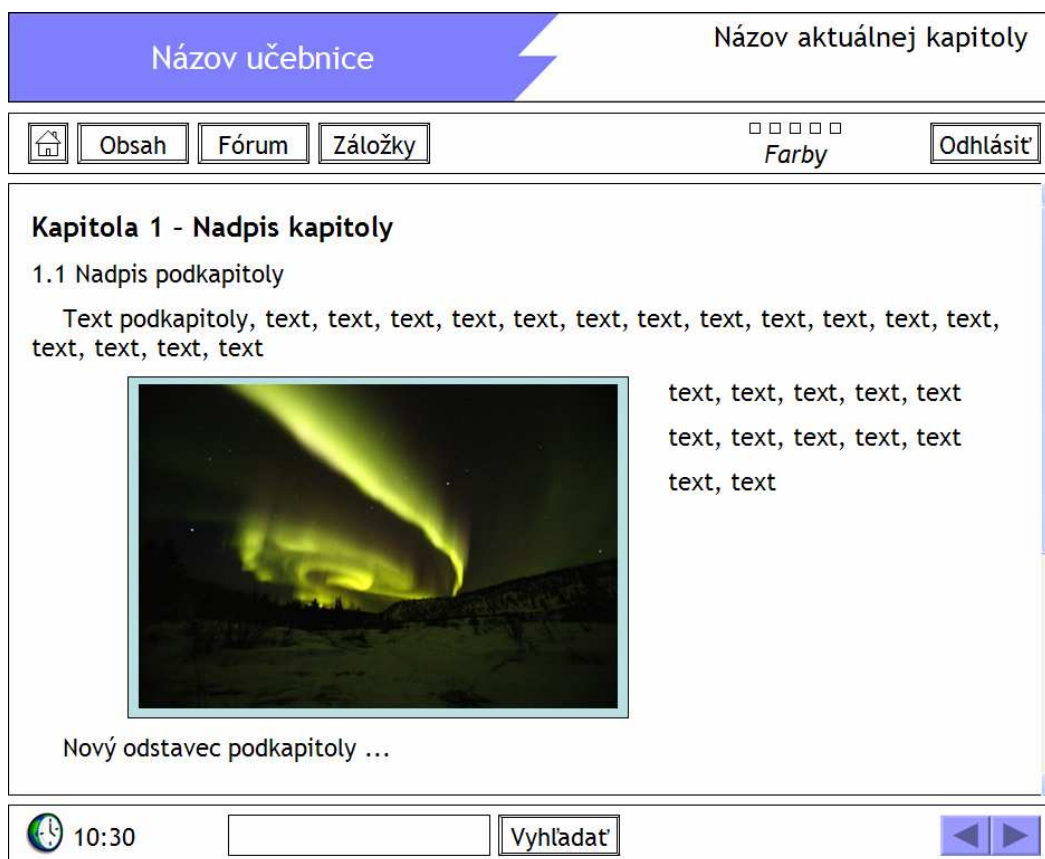 Názov učebnice
Názov aktuálnej kapitoly
Obsah
Fórum
Záložky
Farby
Odhlásiť
Kapitola 1 – Nadpis kapitoly
1.1 Nadpis podkapitoly
Text podkapitoly, text, text, text, text, text, text, text, text, text, text, text, text,
text, text, text, text
text, text, text, text, text
text, text, text, text, text
text, text
Nový odstavec podkapitoly ...
10:30
Vyhľadať